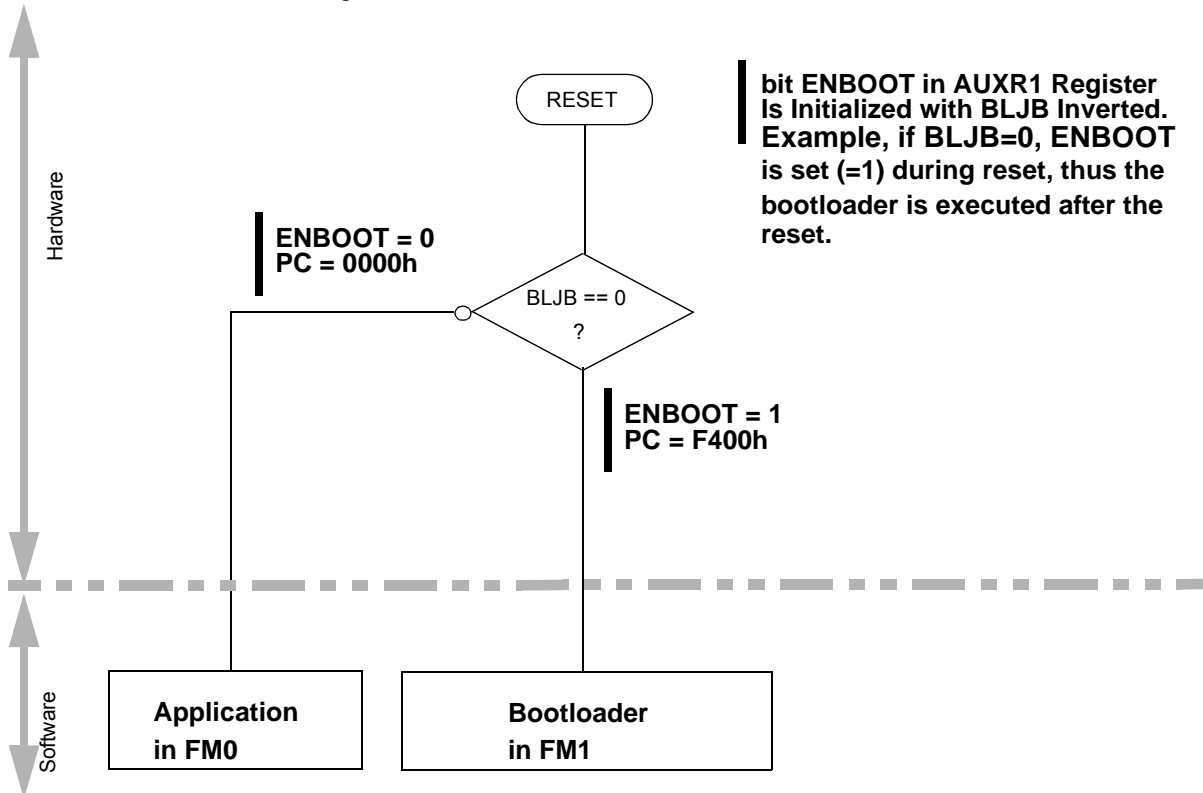 RESET
bit ENBOOT in AUXR1 Register
Is Initialized with BLJB Inverted.
Example, if BLJB=0, ENBOOT
is set (=1) during reset, thus the
bootloader is executed after the
reset.
Hardware
ENBOOT = 0
PC = 0000h
BLJB == 0
?
ENBOOT = 1
PC = F400h
Software
Application
in FM0
Bootloader
in FM1